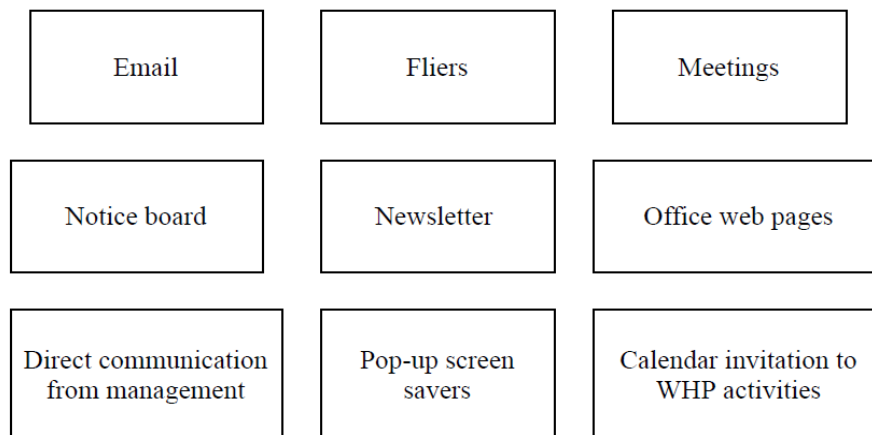 Email
Fliers
Meetings
Notice board
Newsletter
Office web pages
Direct communication
from management
Pop-up screen
savers
Calendar invitation to
WHP activities